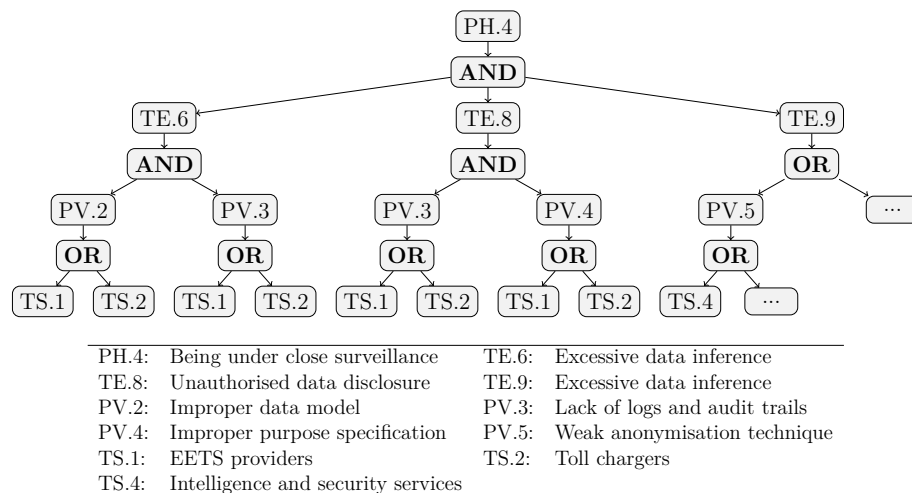 PH.4
AND
TE.6 TE.8 TE.9
AND AND OR
PV.2 PV.3 PV.3 PV.4 PV.5 ...
OR OR OR OR OR
TS.1 TS.2 TS.1 TS.2 TS.1 TS.2 TS.1 TS.2 TS.4 ...
PH.4: Being under close surveillance TE.6: Excessive data inference
TE.8: Unauthorised data disclosure TE.9: Excessive data inference
PV.2: Improper data model PV.3: Lack of logs and audit trails
PV.4: Improper purpose specification PV.5: Weak anonymisation technique
TS.1: EETS providers TS.2: Toll chargers
TS.4: Intelligence and security services